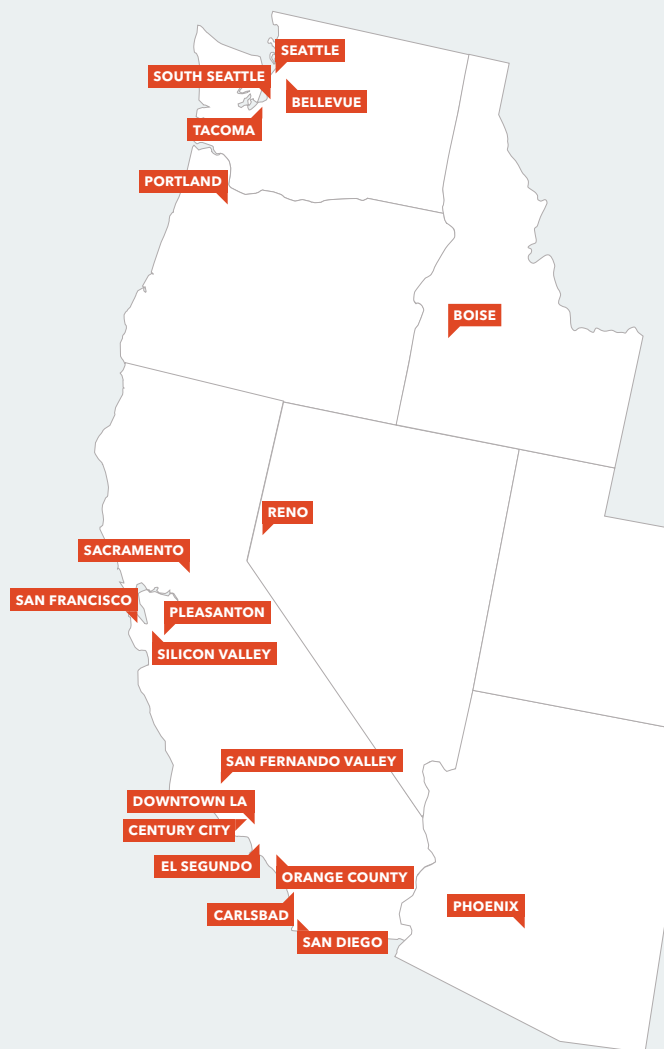 SEATTLE
SOUTH SEATTLE
BELLEVUE
TACOMA
PORTLAND
BOISE
RENO
SACRAMENTO
SAN FRANCISCO
PLEASANTON
SILICON VALLEY
SAN FERNANDO VALLEY
DOWNTOWN LA
CENTURY CITY
EL SEGUNDO
ORANGE COUNTY
PHOENIX
CARLSBAD
SAN DIEGO